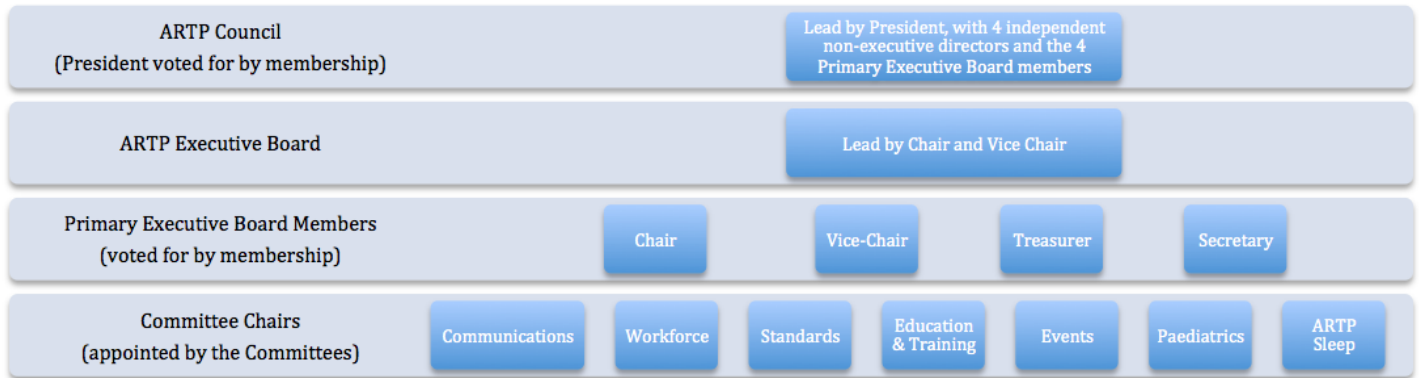 ARTP Council
(President voted for by membership)
Lead by President, with 4 independent
non-executive directors and the 4
Primary Executive Board members
ARTP Executive Board
Lead by Chair and Vice Chair
Primary Executive Board Members
(voted for by membership)
Chair
Vice-Chair
Treasurer
Secretary
Committee Chairs
(appointed by the Committees)
Communications
Workforce
Standards
Education
& Training
Events
Paediatrics
ARTP
Sleep